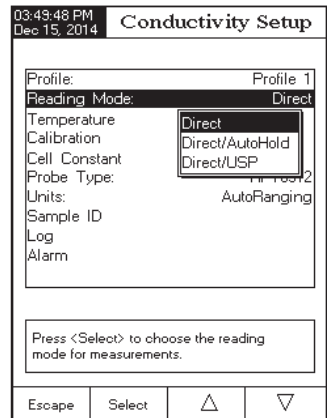 03:49:48 PM
Dec 15, 2014
Conductivity Setup
Profile: Profile 1
Reading Mode: Direct
Temperature
Calibration
Cell Constant
Probe Type:
Units: AutoRanging
Sample ID
Log
Alarm
Direct
Direct/AutoHold
Direct/USP
Press <Select> to choose the reading
mode for measurements.
Escape Select △ ▽